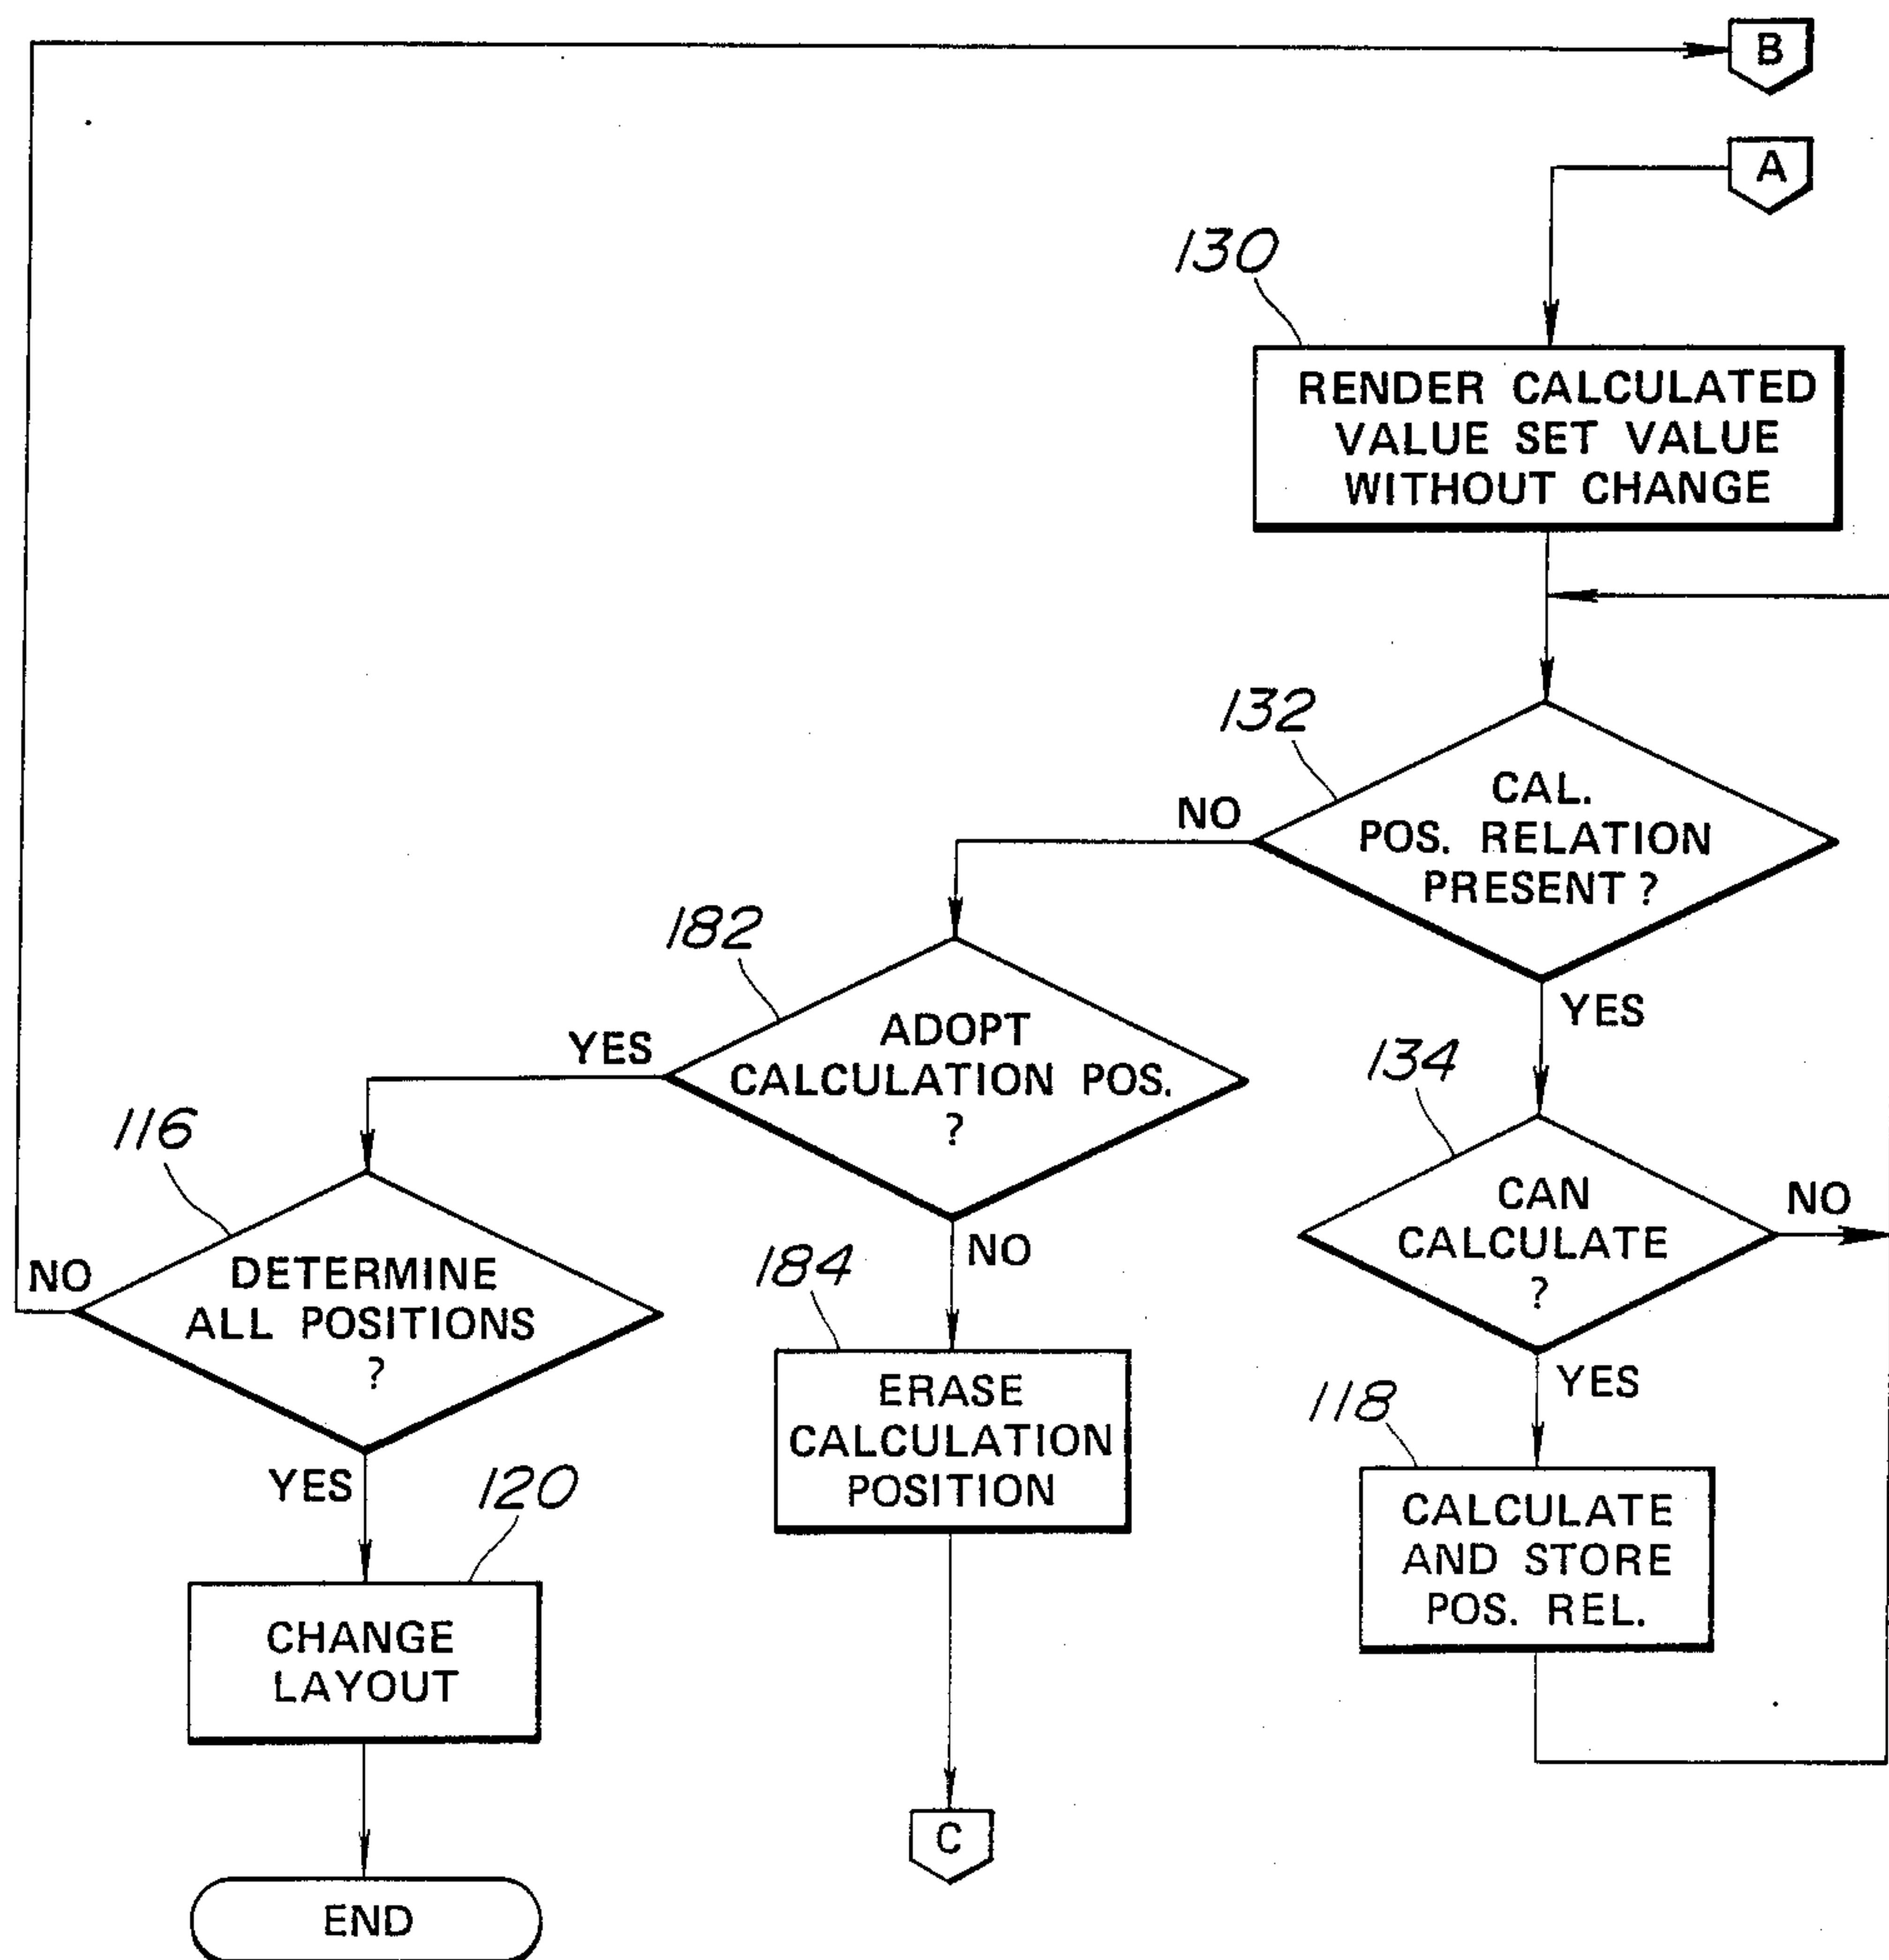 B
A
130
RENDER CALCULATED
VALUE SET VALUE
WITHOUT CHANGE
132
CAL.
POS. RELATION
PRESENT ?
NO
YES
182
ADOPT
CALCULATION POS.
?
YES
NO
134
CAN
CALCULATE
?
NO
YES
116
DETERMINE
ALL POSITIONS
?
NO
YES
184
ERASE
CALCULATION
POSITION
118
CALCULATE
AND STORE
POS. REL.
120
CHANGE
LAYOUT
C
END